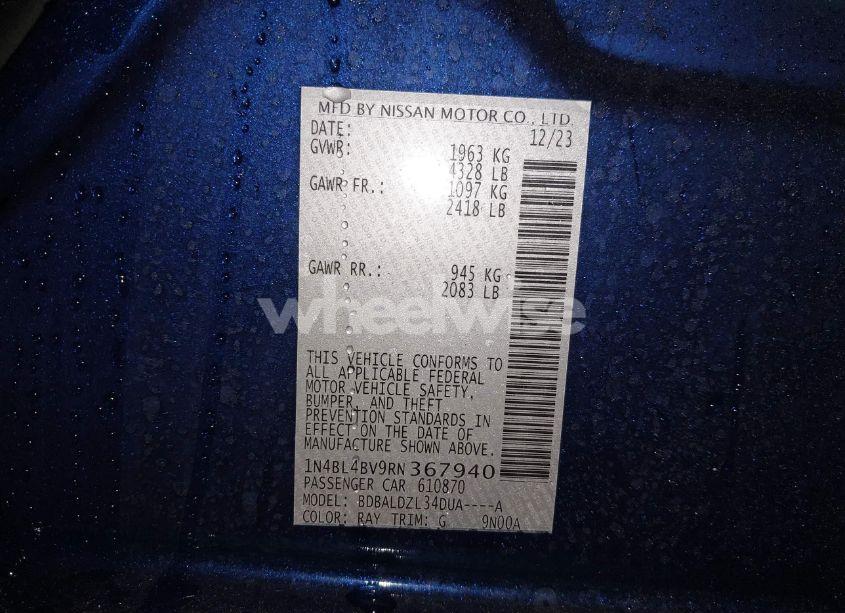 MFD BY NISSAN MOTOR CO., LTD.
DATE: 12/23
GVWR: 1963 KG
4328 LB
GAWR FR.: 1097 KG
2418 LB
GAWR RR.: 945 KG
2083 LB
wheelwise
THIS VEHICLE CONFORMS TO
ALL APPLICABLE FEDERAL
MOTOR VEHICLE SAFETY,
BUMPER, AND THEFT
PREVENTION STANDARDS IN
EFFECT ON THE DATE OF
MANUFACTURE SHOWN ABOVE.
1N4BL4BV9RN367940
PASSENGER CAR 610870
MODEL: BDBALDZL34DUA----A
COLOR: RAY TRIM: G 9N00A